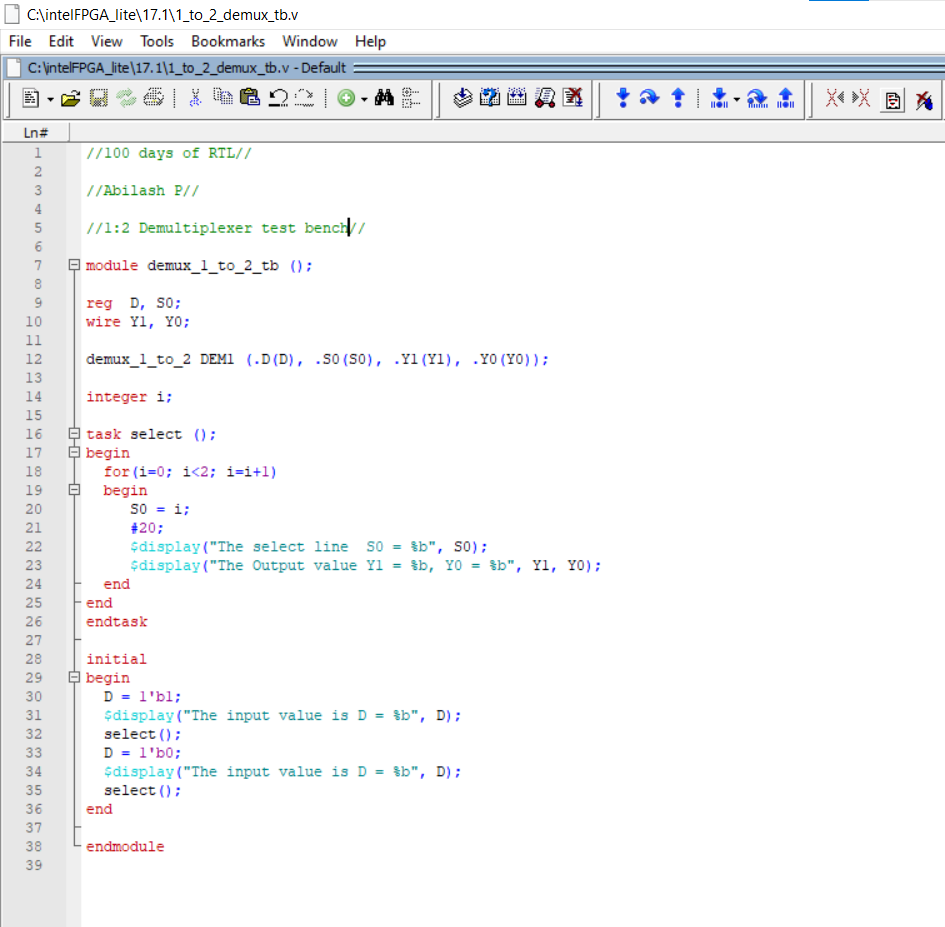 C:\intelFPGA_lite\17.1\1_to_2_demux_tb.v
File Edit View Tools Bookmarks Window Help
C:\intelFPGA_lite\17.1\1_to_2_demux_tb.v - Default
Ln#
1 //100 days of RTL//
2
3 //Abilash P//
4
5 //1:2 Demultiplexer test bench//
6
7 module demux_1_to_2_tb ();
8
9 reg  D, S0;
10 wire Y1, Y0;
11
12 demux_1_to_2 DEM1 (.D(D), .S0(S0), .Y1(Y1), .Y0(Y0));
13
14 integer i;
15
16 task select ();
17 begin
18   for(i=0; i<2; i=i+1)
19   begin
20      S0 = i;
21      #20;
22      $display("The select line  S0 = %b", S0);
23      $display("The Output value Y1 = %b, Y0 = %b", Y1, Y0);
24   end
25 end
26 endtask
27
28 initial
29 begin
30   D = 1'b1;
31   $display("The input value is D = %b", D);
32   select();
33   D = 1'b0;
34   $display("The input value is D = %b", D);
35   select();
36 end
37
38 endmodule
39